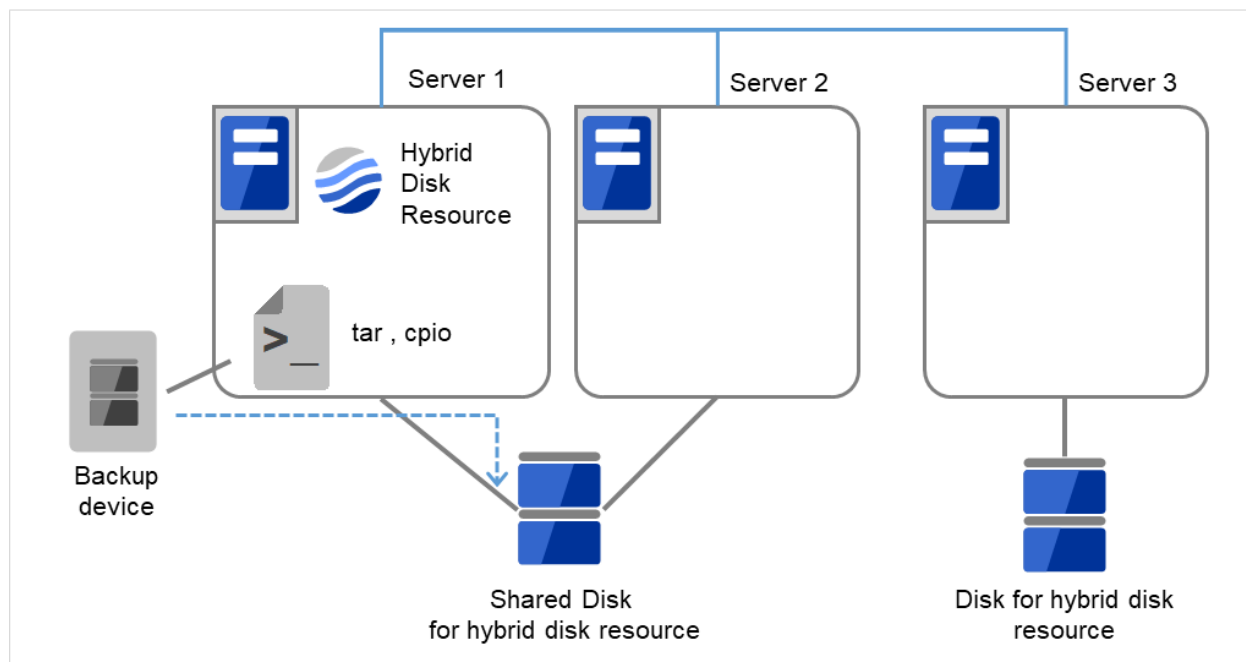 Server 1
Server 2
Server 3
Hybrid
Disk
Resource
>_
tar , cpio
Backup
device
Shared Disk
for hybrid disk resource
Disk for hybrid disk
resource